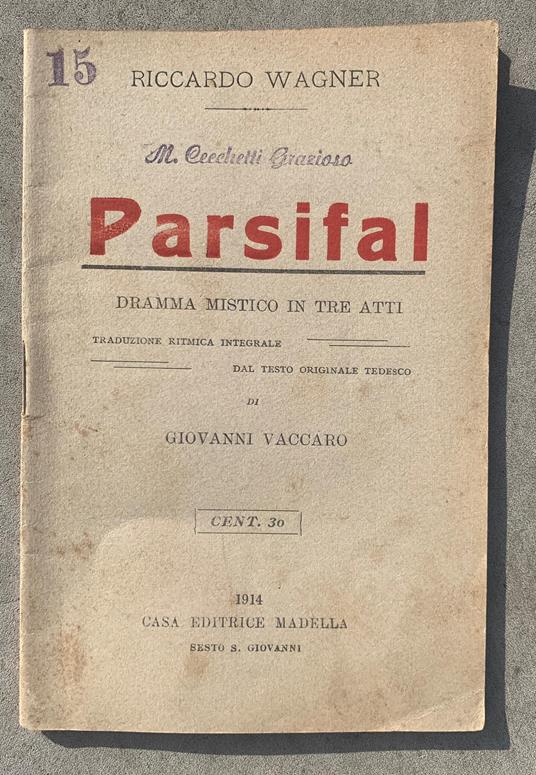 15
RICCARDO WAGNER
M. Cecchetti Grazioso
Parsifal
DRAMMA MISTICO IN TRE ATTI
TRADUZIONE RITMICA INTEGRALE
DAL TESTO ORIGINALE TEDESCO
DI
GIOVANNI VACCARO
CENT. 30
1914
CASA EDITRICE MADELLA
SESTO S. GIOVANNI